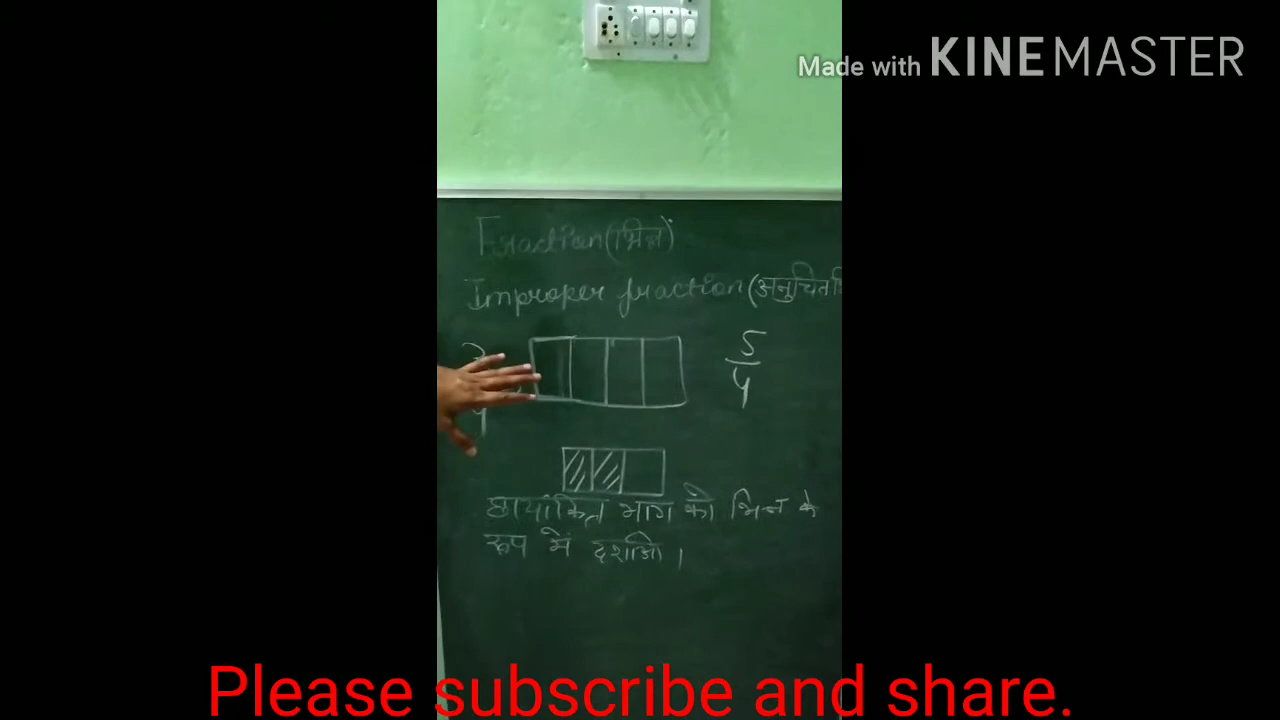 Made with KINEMASTER
Fraction (भिन्न)
Improper fraction (अनुचित
5
4
छायांकित भाग को भिन्न के
रूप में दर्शाओ।
Please subscribe and share.